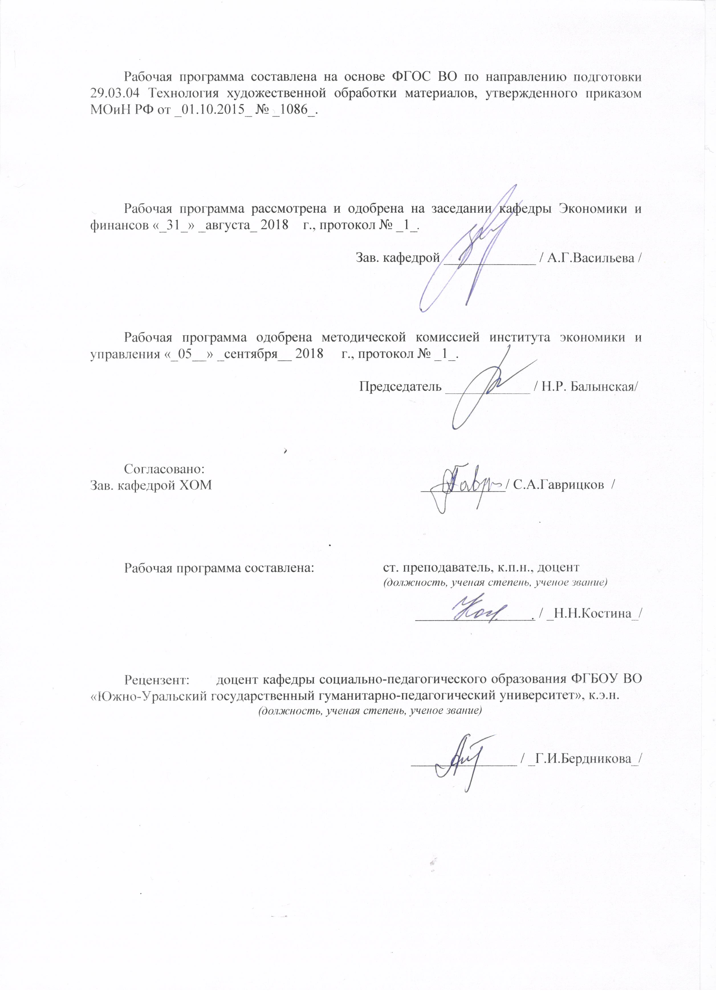 Рабочая программа составлена на основе ФГОС ВО по направлению подготовки
29.03.04 Технология художественной обработки материалов, утвержденного приказом
МОиН РФ от _01.10.2015_ № _1086_.
Рабочая программа рассмотрена и одобрена на заседании кафедры Экономики и
финансов «_31_» _августа_ 2018 г., протокол № _1_.
Зав. кафедрой _____________ / А.Г.Васильева /
Рабочая программа одобрена методической комиссией института экономики и
управления «_05__» _сентября__ 2018 г., протокол № _1_.
Председатель ____________ / Н.Р. Балынская/
Согласовано:
Зав. кафедрой ХОМ ____________/ С.А.Гаврицков /
Рабочая программа составлена: ст. преподаватель, к.п.н., доцент
(должность, ученая степень, ученое звание)
_________________ / _Н.Н.Костина_/
Рецензент: доцент кафедры социально-педагогического образования ФГБОУ ВО
«Южно-Уральский государственный гуманитарно-педагогический университет», к.э.н.
(должность, ученая степень, ученое звание)
_______________ / _Г.И.Бердникова_/